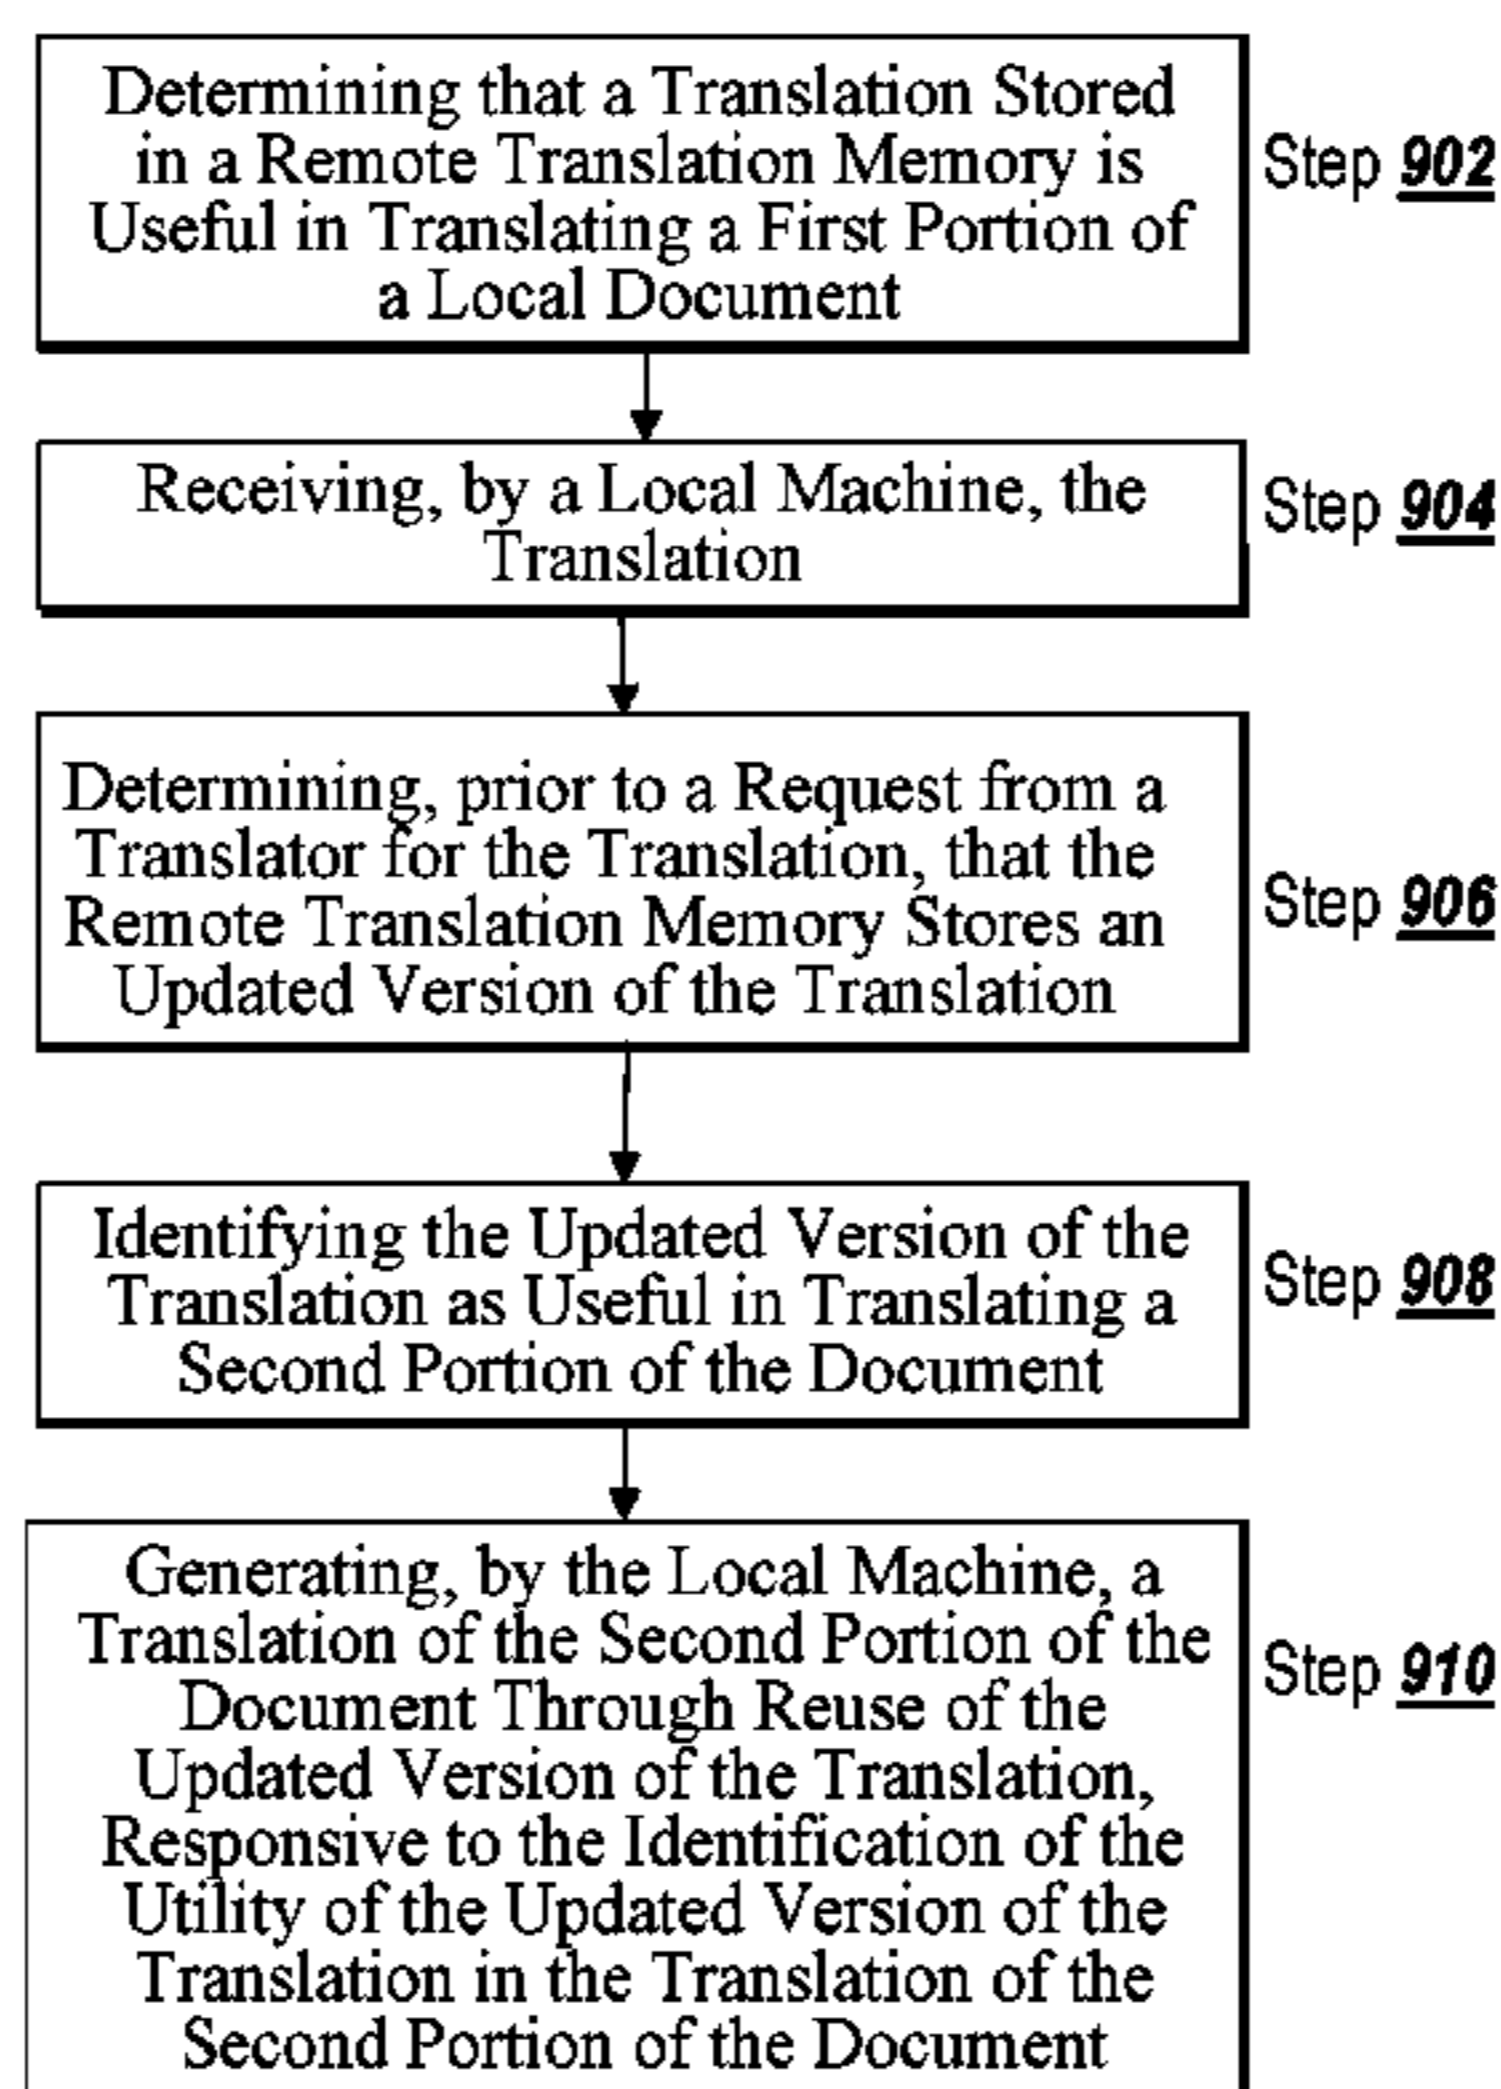 Determining that a Translation Stored
in a Remote Translation Memory is
Useful in Translating a First Portion of
a Local Document
Step 902
Receiving, by a Local Machine, the
Translation
Step 904
Determining, prior to a Request from a
Translator for the Translation, that the
Remote Translation Memory Stores an
Updated Version of the Translation
Step 906
Identifying the Updated Version of the
Translation as Useful in Translating a
Second Portion of the Document
Step 908
Generating, by the Local Machine, a
Translation of the Second Portion of the
Document Through Reuse of the
Updated Version of the Translation,
Responsive to the Identification of the
Utility of the Updated Version of the
Translation in the Translation of the
Second Portion of the Document
Step 910